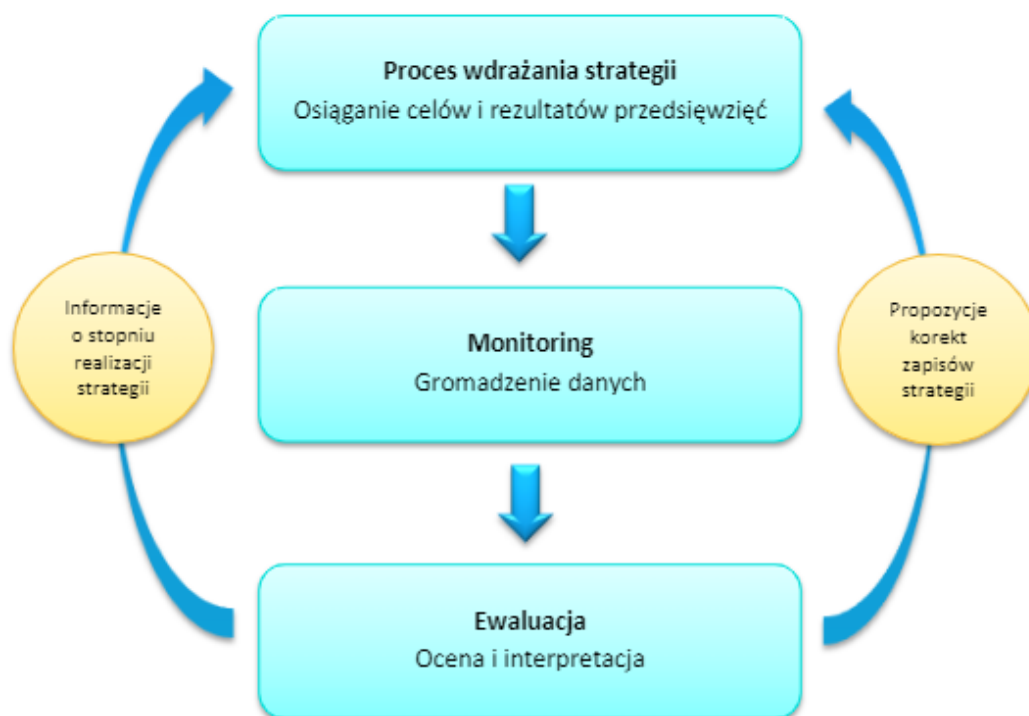 Proces wdrażania strategii
Osiąganie celów i rezultatów przedsięwzięć
Informacje
o stopniu
realizacji
strategii
Monitoring
Gromadzenie danych
Propozycje
korekt
zapisów
strategii
Ewaluacja
Ocena i interpretacja